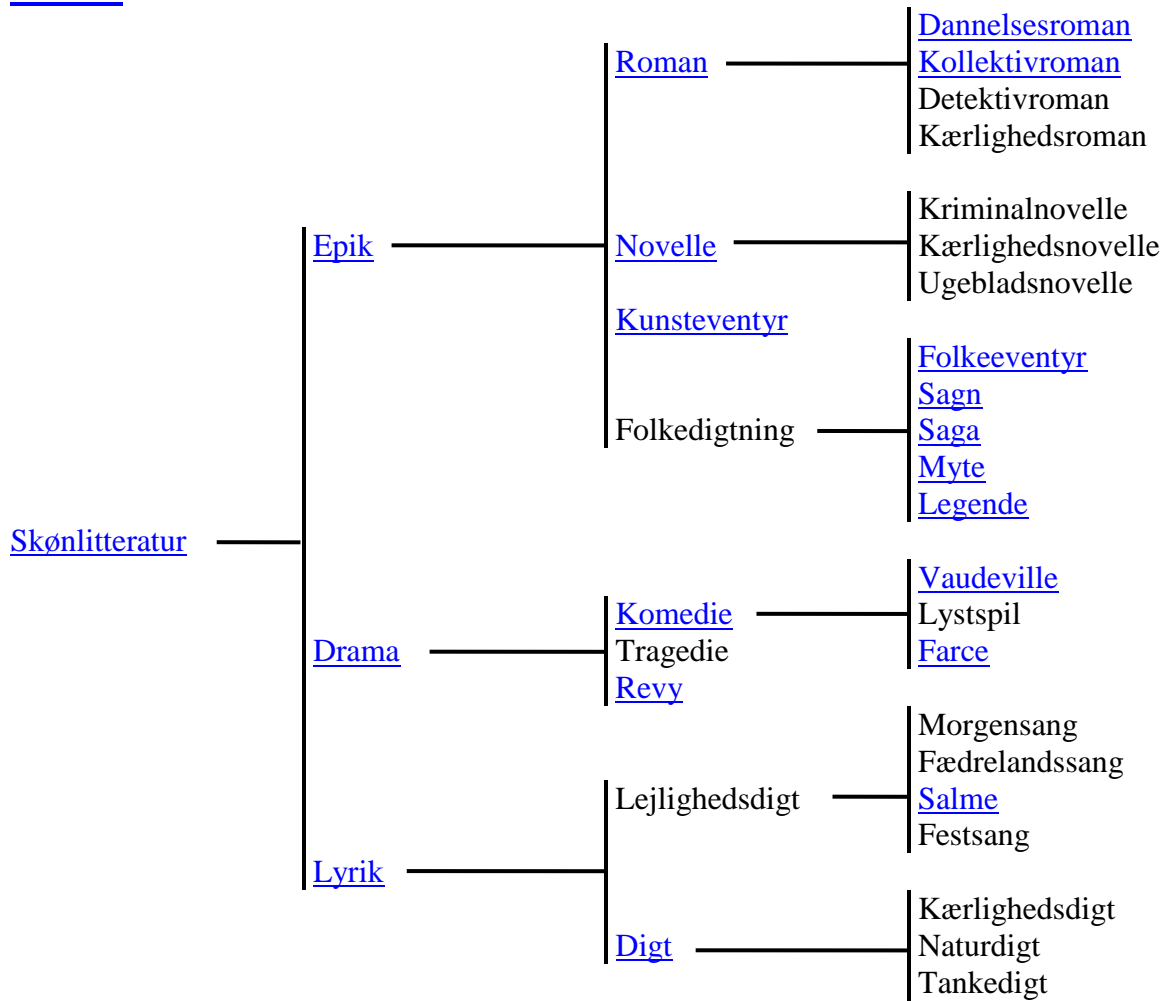 Dannelsesroman
Roman
Kollektivroman
Detektivroman
Kærlighedsroman
Kriminalnovelle
Epik
Novelle
Kærlighedsnovelle
Ugebladsnovelle
Kunsteventyr
Folkeeventyr
Sagn
Folkedigtning
Saga
Myte
Legende
Skønlitteratur
Vaudeville
Komedie
Lystspil
Drama
Tragedie
Farce
Revy
Morgensang
Fædrelandssang
Lejlighedsdigt
Salme
Festsang
Lyrik
Kærlighedsdigt
Digt
Naturdigt
Tankedigt